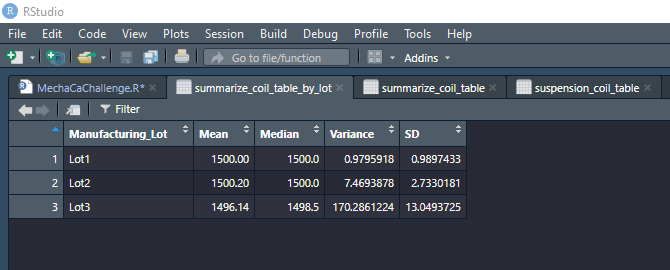 RStudio
File Edit Code View Plots Session Build Debug Profile Tools Help
Go to file/function Addins
MechaCaChallenge.R* summarize_coil_table_by_lot summarize_coil_table suspension_coil_table
Filter
Manufacturing_Lot Mean Median Variance SD
1 Lot1 1500.00 1500.0 0.9795918 0.9897433
2 Lot2 1500.20 1500.0 7.4693878 2.7330181
3 Lot3 1496.14 1498.5 170.2861224 13.0493725